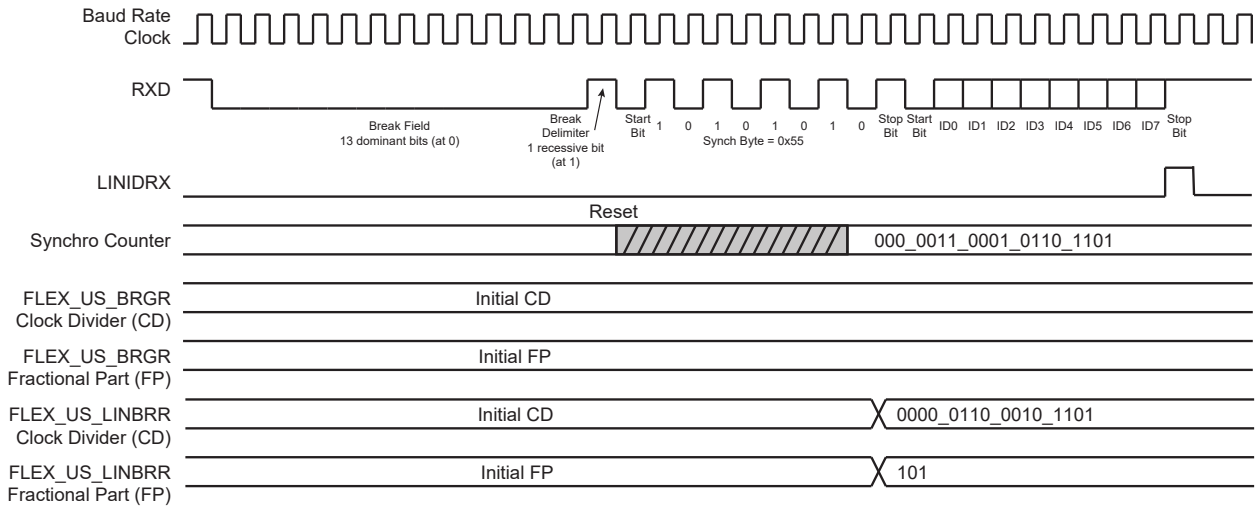 Baud Rate
Clock
RXD
Break Field
13 dominant bits (at 0)
Break
Delimiter
1 recessive bit
(at 1)
Start
Bit
1 0 1 0 1 0 1 0
Synch Byte = 0x55
Stop
Bit
Start
Bit
ID0 ID1 ID2 ID3 ID4 ID5 ID6 ID7
Stop
Bit
LINIDRX
Reset
Synchro Counter
000_0011_0001_0110_1101
FLEX_US_BRGR
Clock Divider (CD)
Initial CD
FLEX_US_BRGR
Fractional Part (FP)
Initial FP
FLEX_US_LINBRR
Clock Divider (CD)
Initial CD
0000_0110_0010_1101
FLEX_US_LINBRR
Fractional Part (FP)
Initial FP
101